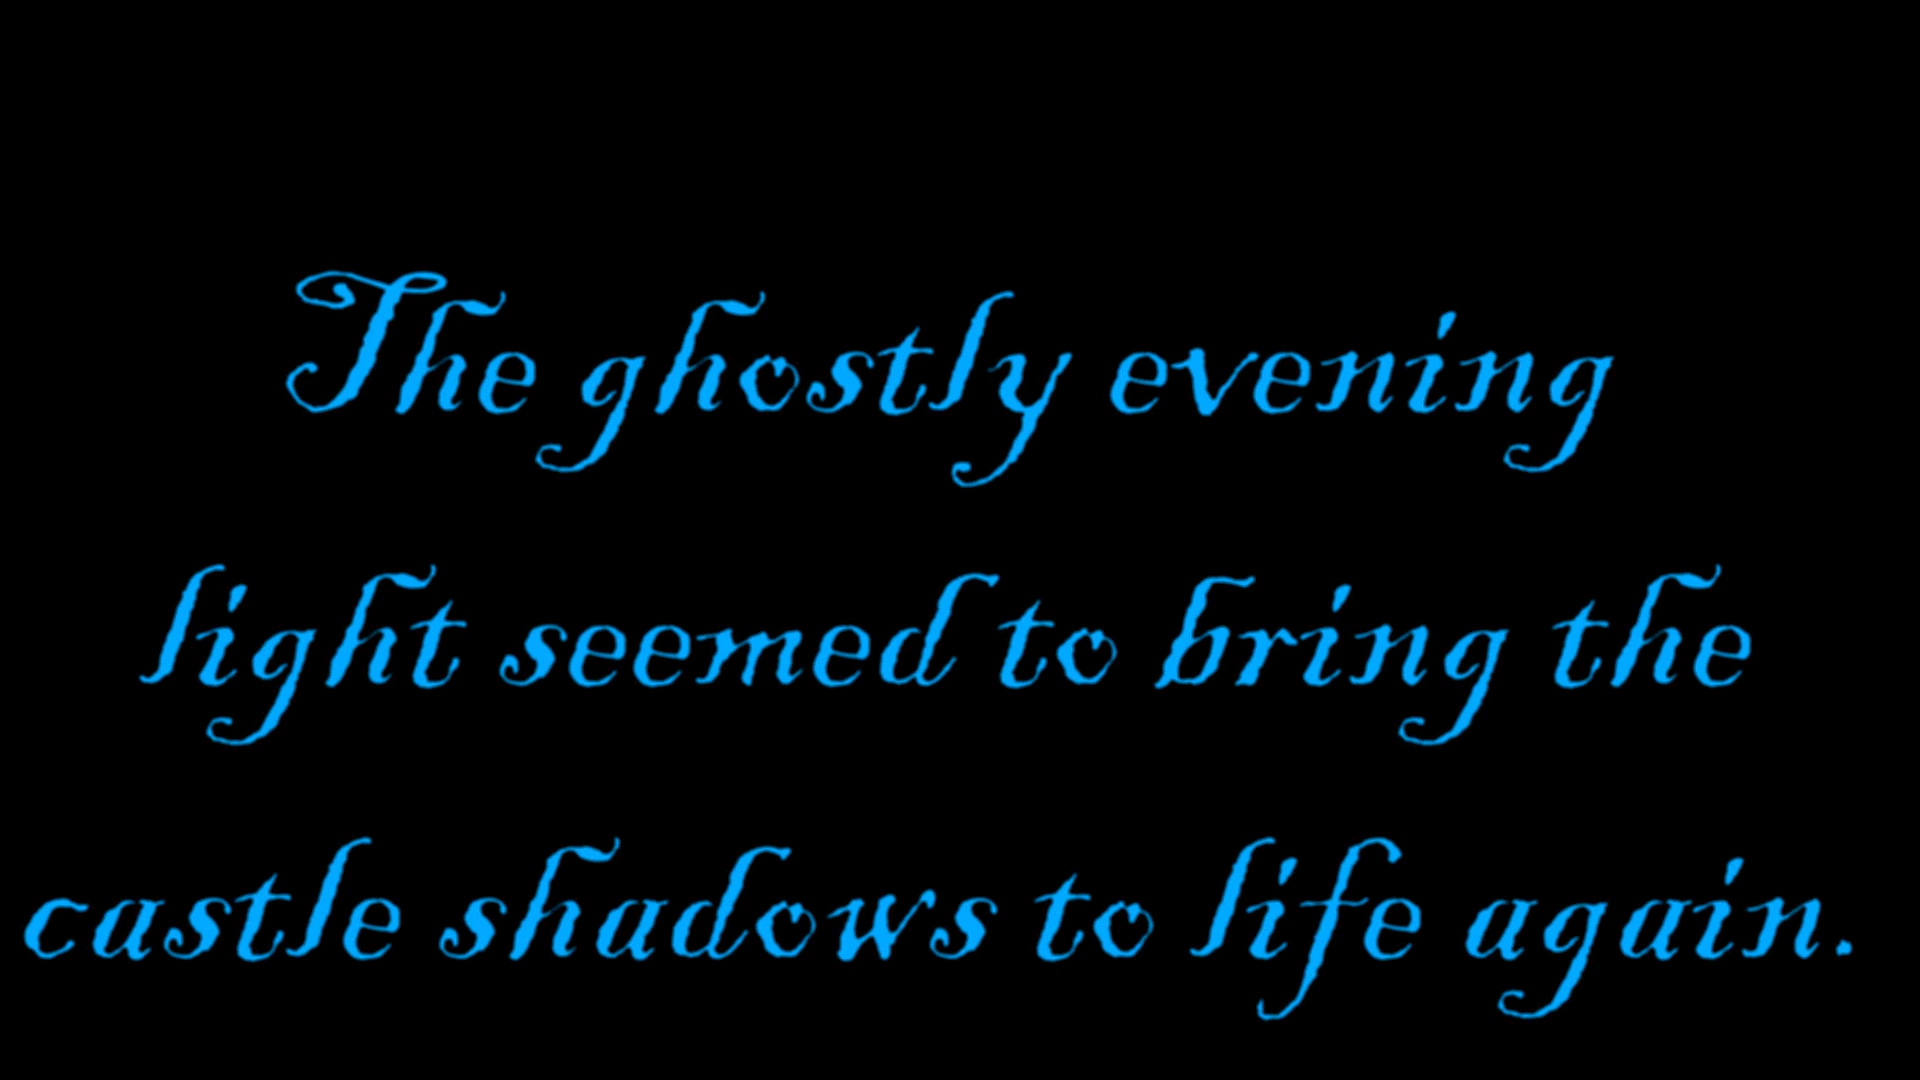 The ghostly evening
light seemed to bring the
castle shadows to life again.